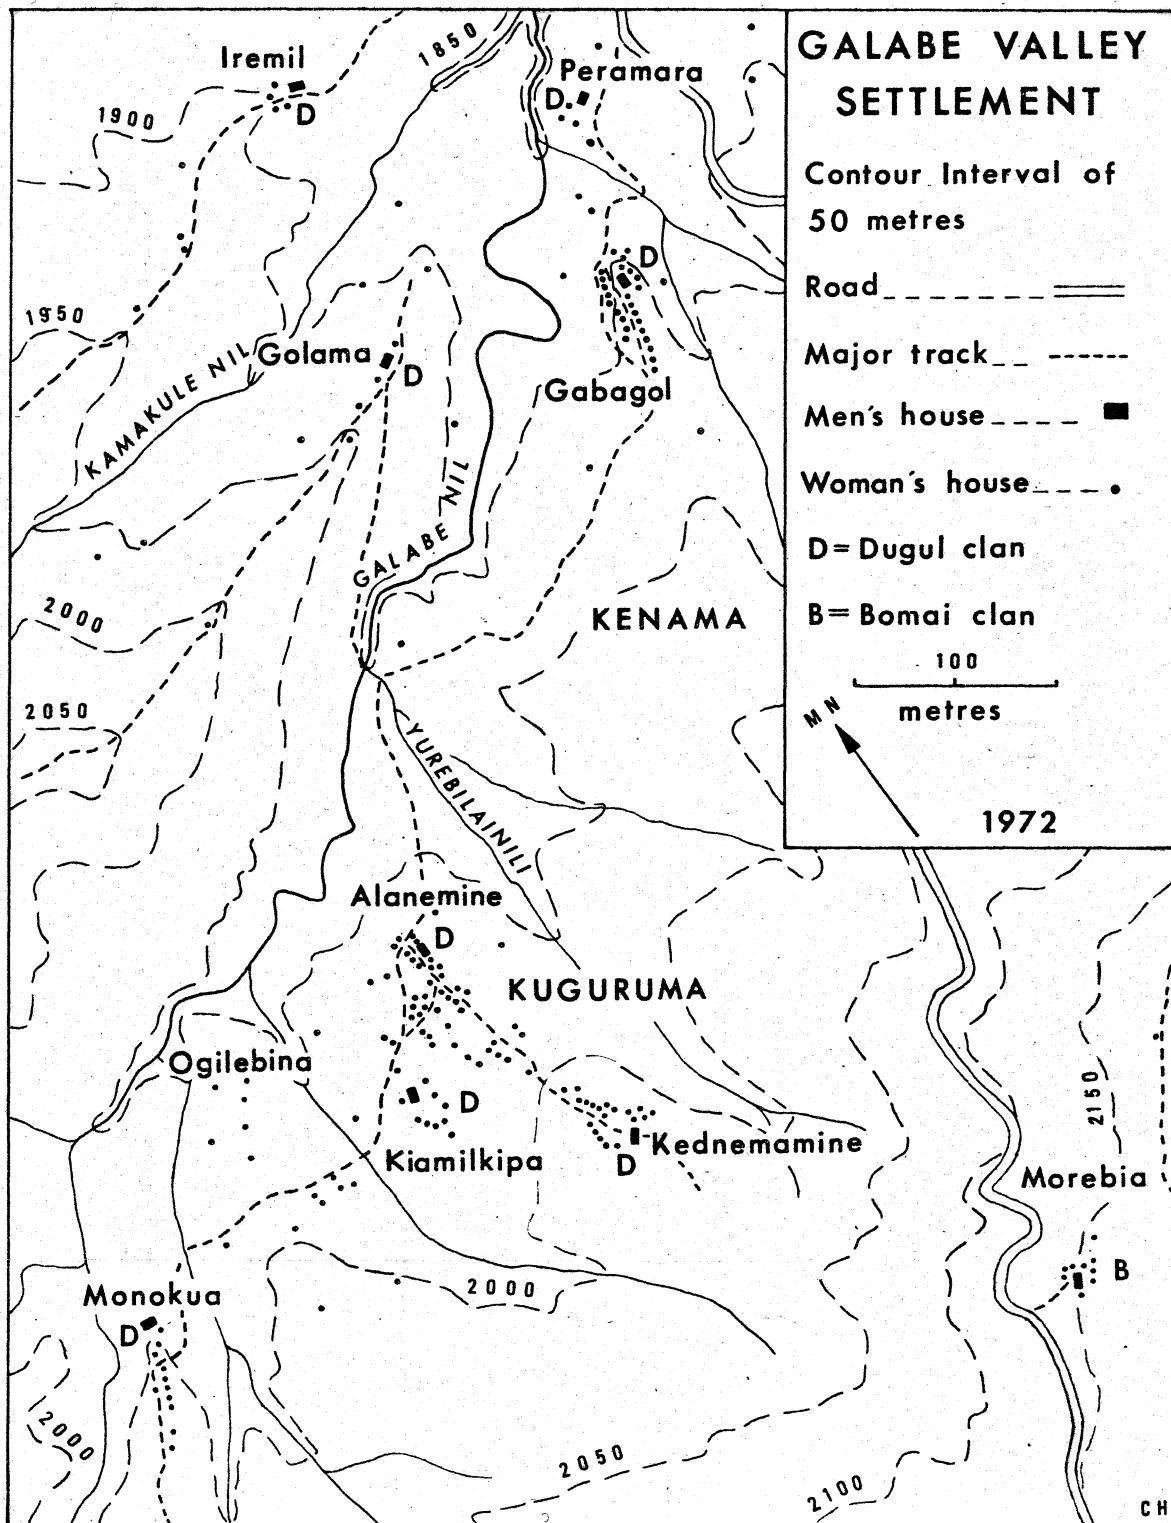 GALABE VALLEY
SETTLEMENT
Contour Interval of
50 metres
Road
Major track
Men's house
Woman's house
D= Dugul clan
B= Bomai clan
100
metres
M N
1972
Iremil
D
1850
Peramara
D
1900
D
1950
KAMAKULE NIL
Golama
D
Gabagol
GALABE NIL
2000
KENAMA
2050
YUREBILAINILI
Alanemine
D
KUGURUMA
Ogilebina
D
Kiamilkipa
Kednemamine
D
2150
Morebia
B
2000
Monokua
D
2000
2050
2100
CH